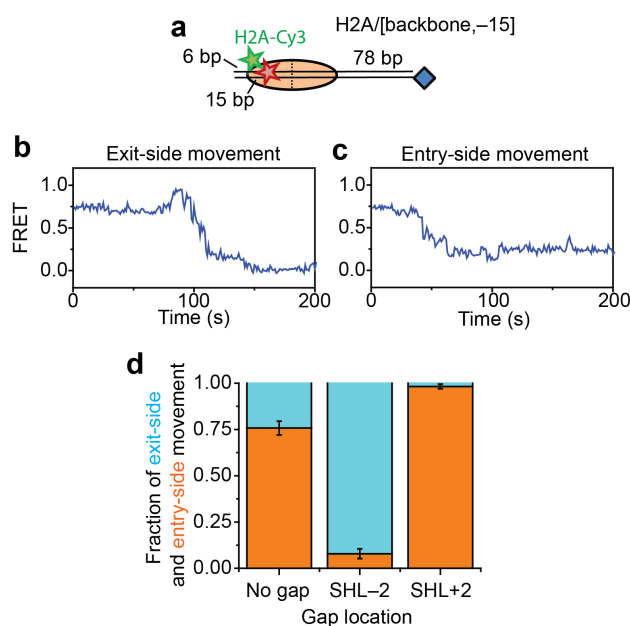 a
H2A-Cy3
H2A/[backbone,–15]
6 bp
78 bp
15 bp
b
Exit-side movement
FRET
1.0
0.5
0.0
0
100
200
Time (s)
c
Entry-side movement
1.0
0.5
0.0
0
100
200
Time (s)
d
Fraction of exit-side
and entry-side movement
1.00
0.75
0.50
0.25
0.00
No gap
SHL–2
SHL+2
Gap location